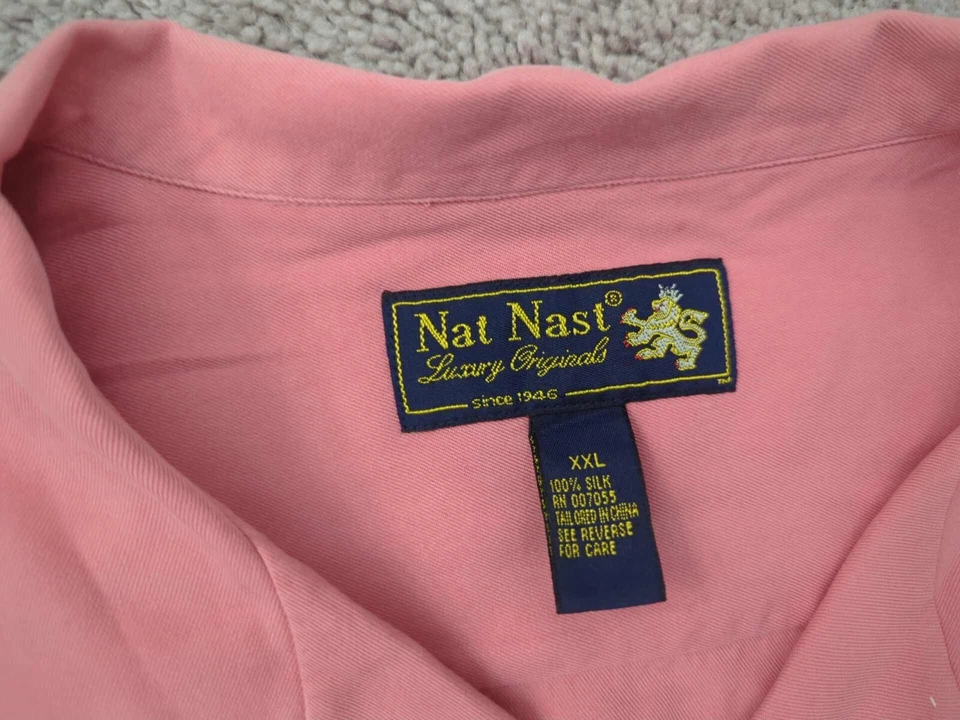 Nat Nast®
Luxury Originals
since 1946
TM
XXL
100% SILK
RN 007055
TAILORED IN CHINA
SEE REVERSE
FOR CARE